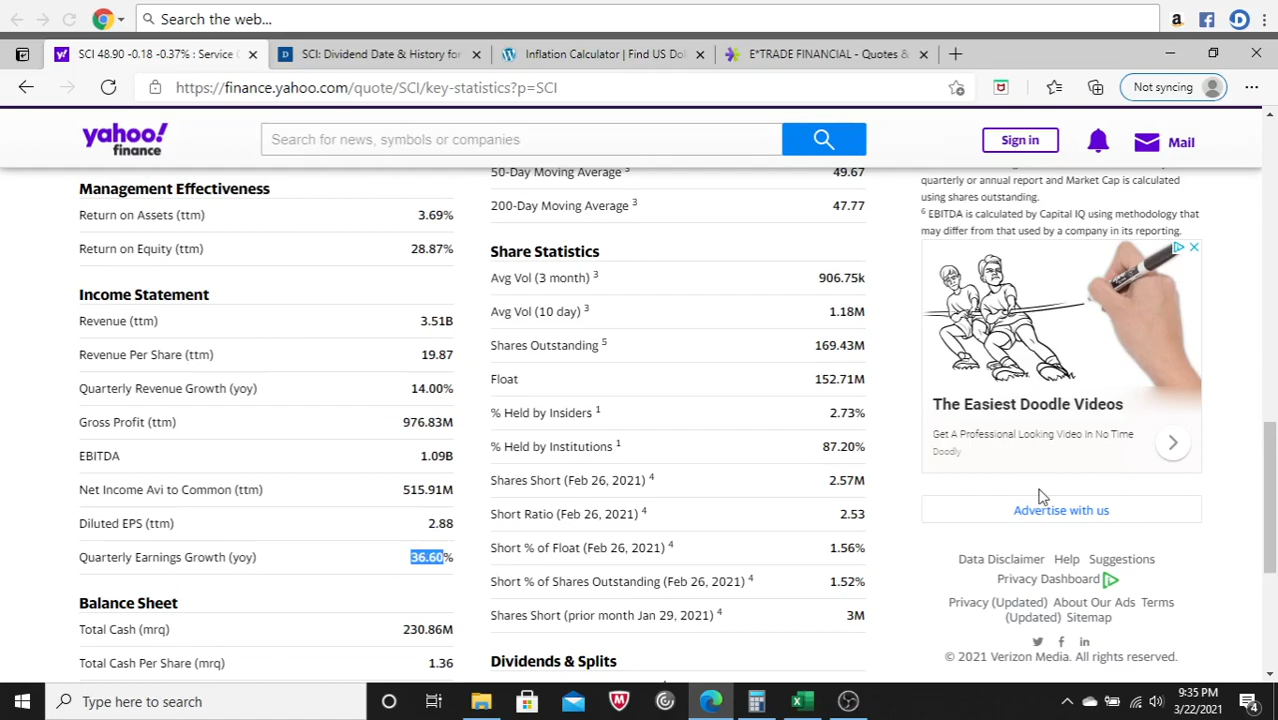 Search the web...
SCI 48.90 -0.18 -0.37% : Service
SCI: Dividend Date & History for
Inflation Calculator | Find US Do
E*TRADE FINANCIAL - Quotes &
https://finance.yahoo.com/quote/SCI/key-statistics?p=SCI
Not syncing
yahoo!
finance
Search for news, symbols or companies
Sign in
Mail
Management Effectiveness
Return on Assets (ttm) 3.69%
Return on Equity (ttm) 28.87%
Income Statement
Revenue (ttm) 3.51B
Revenue Per Share (ttm) 19.87
Quarterly Revenue Growth (yoy) 14.00%
Gross Profit (ttm) 976.83M
EBITDA 1.09B
Net Income Avi to Common (ttm) 515.91M
Diluted EPS (ttm) 2.88
Quarterly Earnings Growth (yoy) 36.60%
Balance Sheet
Total Cash (mrq) 230.86M
Total Cash Per Share (mrq) 1.36
50-Day Moving Average 3 49.67
200-Day Moving Average 3 47.77
Share Statistics
Avg Vol (3 month) 3 906.75k
Avg Vol (10 day) 3 1.18M
Shares Outstanding 5 169.43M
Float 152.71M
% Held by Insiders 1 2.73%
% Held by Institutions 1 87.20%
Shares Short (Feb 26, 2021) 4 2.57M
Short Ratio (Feb 26, 2021) 4 2.53
Short % of Float (Feb 26, 2021) 4 1.56%
Short % of Shares Outstanding (Feb 26, 2021) 4 1.52%
Shares Short (prior month Jan 29, 2021) 4 3M
Dividends & Splits
quarterly or annual report and Market Cap is calculated
using shares outstanding.
6 EBITDA is calculated by Capital IQ using methodology that
may differ from that used by a company in its reporting.
The Easiest Doodle Videos
Get A Professional Looking Video In No Time
Doodly
Advertise with us
Data Disclaimer Help Suggestions
Privacy Dashboard
Privacy (Updated) About Our Ads Terms
(Updated) Sitemap
© 2021 Verizon Media. All rights reserved.
Type here to search
9:35 PM
3/22/2021
4